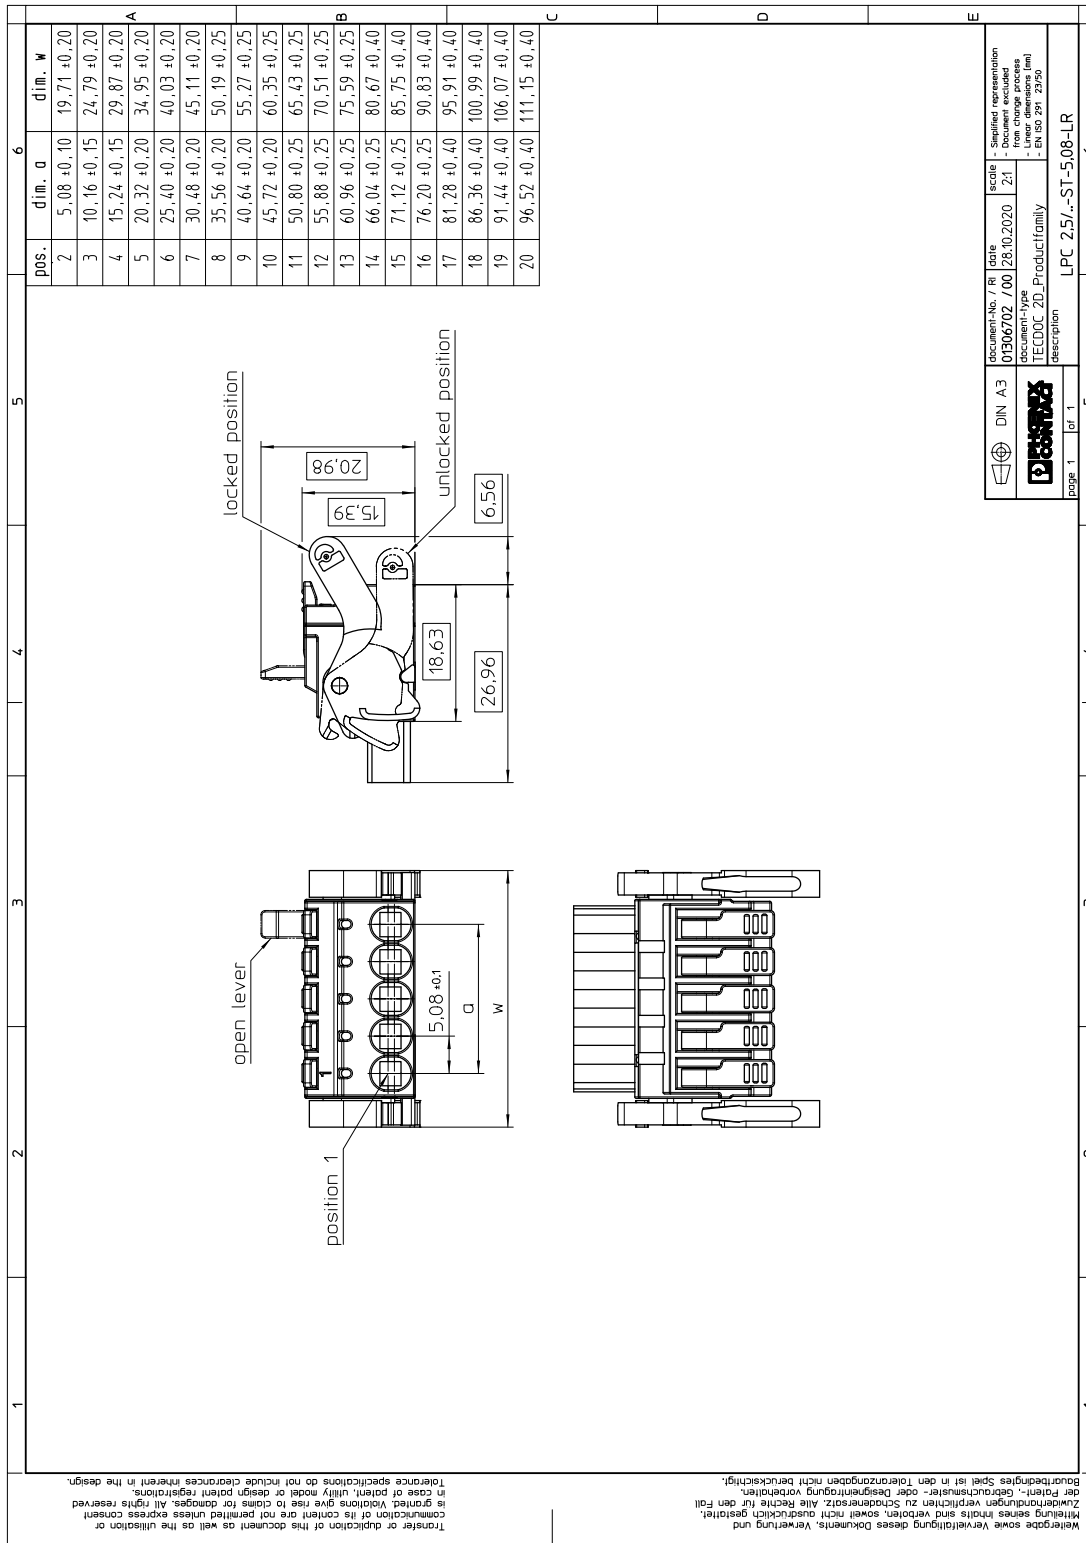 1
2
3
4
5
6
A
B
C
D
E
pos. dim. a dim. w
2 5,08 ±0,10 19,71 ±0,20
3 10,16 ±0,15 24,79 ±0,20
4 15,24 ±0,15 29,87 ±0,20
5 20,32 ±0,20 34,95 ±0,20
6 25,40 ±0,20 40,03 ±0,20
7 30,48 ±0,20 45,11 ±0,20
8 35,56 ±0,20 50,19 ±0,25
9 40,64 ±0,20 55,27 ±0,25
10 45,72 ±0,20 60,35 ±0,25
11 50,80 ±0,25 65,43 ±0,25
12 55,88 ±0,25 70,51 ±0,25
13 60,96 ±0,25 75,59 ±0,25
14 66,04 ±0,25 80,67 ±0,40
15 71,12 ±0,25 85,75 ±0,40
16 76,20 ±0,25 90,83 ±0,40
17 81,28 ±0,40 95,91 ±0,40
18 86,36 ±0,40 100,99 ±0,40
19 91,44 ±0,40 106,07 ±0,40
20 96,52 ±0,40 111,15 ±0,40
open lever
position 1
1
5,08 ±0,1
a
w
locked position
unlocked position
20,98
15,39
18,63
6,56
26,96
DIN A3
document-No. / RI
01306702 / 00
date
28.10.2020
scale
2:1
- Simplified representation
- Document excluded
from change process
- Linear dimensions [mm]
- EN ISO 291 23/50
PHOENIX
CONTACT
document-type
TECDOC 2D_Productfamily
description
LPC 2,5/..-ST-5,08-LR
page 1 of 1
Transfer or duplication of this document as well as the utilisation or
communication of its content are not permitted unless express consent
is granted. Violations give rise to claims for damages. All rights reserved
in case of patent, utility model or design patent registrations.
Tolerance specifications do not include clearances inherent in the design.
Weitergabe sowie Vervielfältigung dieses Dokuments, Verwertung und
Mitteilung seines Inhalts sind verboten, soweit nicht ausdrücklich gestattet.
Zuwiderhandlungen verpflichten zu Schadenersatz. Alle Rechte für den Fall
der Patent-, Gebrauchsmuster- oder Designeintragung vorbehalten.
Bauartbedingtes Spiel ist in den Toleranzangaben nicht berücksichtigt.